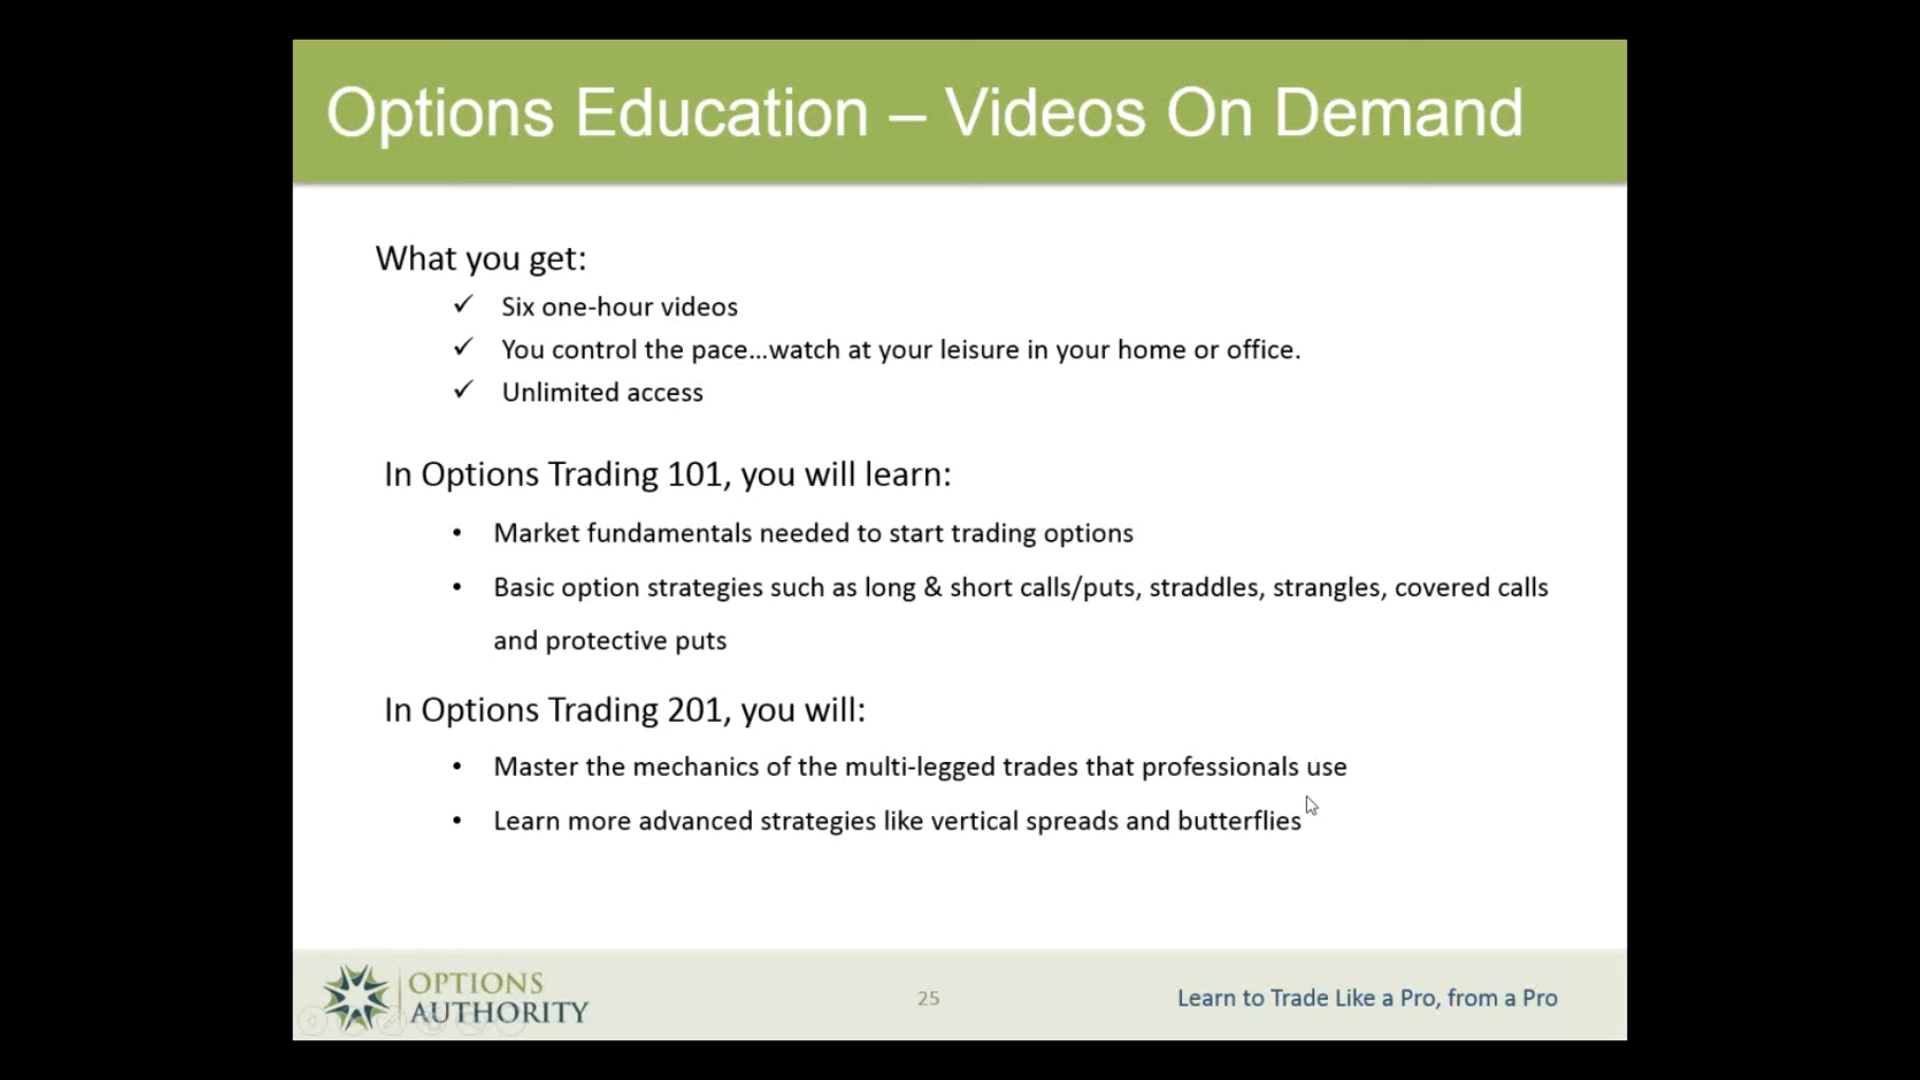 Options Education – Videos On Demand
What you get:
✓ Six one-hour videos
✓ You control the pace...watch at your leisure in your home or office.
✓ Unlimited access
In Options Trading 101, you will learn:
• Market fundamentals needed to start trading options
• Basic option strategies such as long & short calls/puts, straddles, strangles, covered calls
and protective puts
In Options Trading 201, you will:
• Master the mechanics of the multi-legged trades that professionals use
• Learn more advanced strategies like vertical spreads and butterflies
OPTIONS
AUTHORITY
25
Learn to Trade Like a Pro, from a Pro